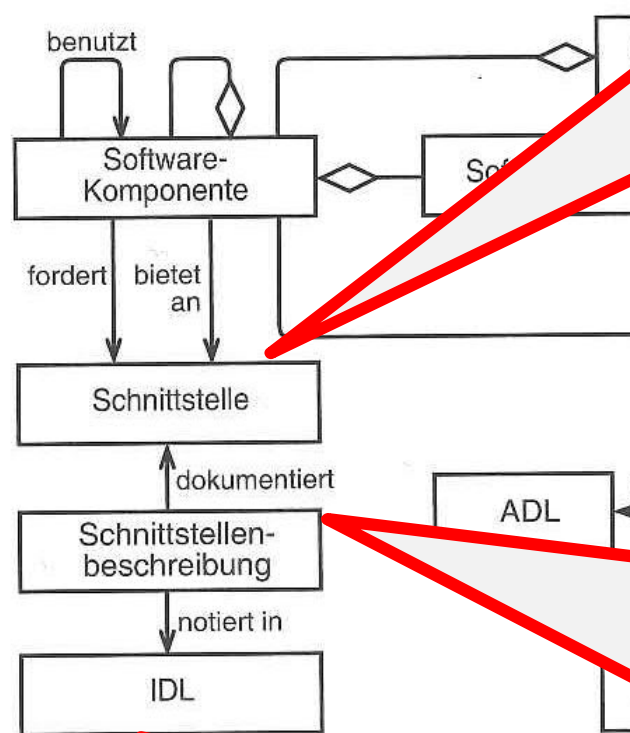 benutzt
Software-
Komponente
fordert
bietet
an
Schnittstelle
dokumentiert
Schnittstellen-
beschreibung
ADL
notiert in
IDL